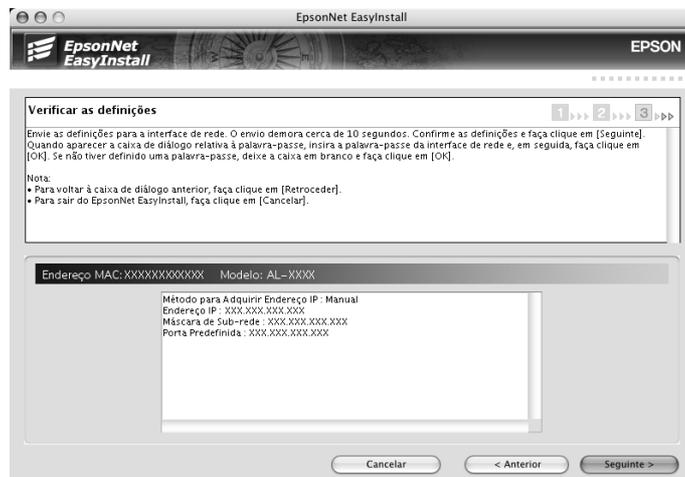 EpsonNet EasyInstall
EpsonNet
EasyInstall
EPSON
Verificar as definições
1 2 3
Envie as definições para a interface de rede. O envio demora cerca de 10 segundos. Confirme as definições e faça clique em [Seguinte].
Quando aparecer a caixa de diálogo relativa à palavra-passe, insira a palavra-passe da interface de rede e, em seguida, faça clique em
[OK]. Se não tiver definido uma palavra-passe, deixe a caixa em branco e faça clique em [OK].
Nota:
• Para voltar à caixa de diálogo anterior, faça clique em [Retroceder].
• Para sair do EpsonNet EasyInstall, faça clique em [Cancelar].
Endereço MAC:XXXXXXXXXXXX Modelo: AL-XXXX
Método para Adquirir Endereço IP : Manual
Endereço IP : XXX.XXX.XXX.XXX
Máscara de Sub-rede : XXX.XXX.XXX.XXX
Porta Predefinida : XXX.XXX.XXX.XXX
Cancelar
< Anterior
Seguinte >